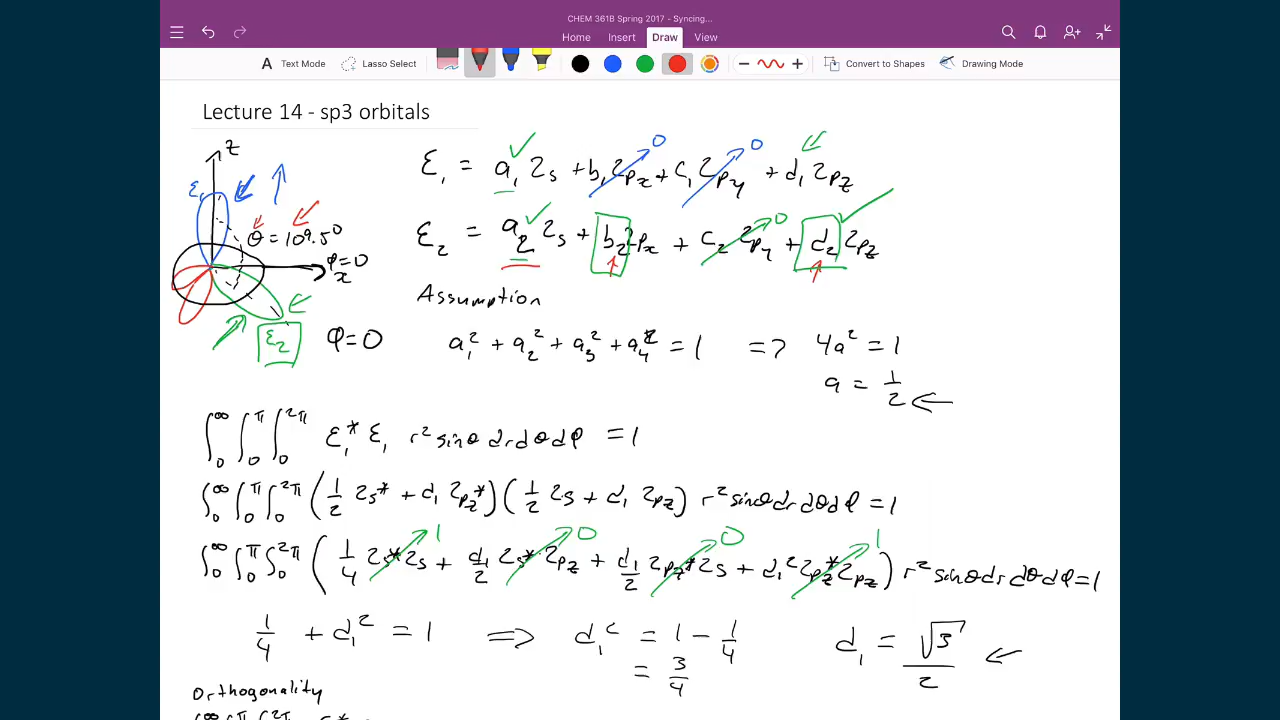 CHEM 361B Spring 2017 - Syncing...
Home Insert Draw View
A Text Mode Lasso Select Convert to Shapes Drawing Mode
Lecture 14 - sp3 orbitals
z
ξ₁
θ = 109.5°
φ=0
x
ξ₂
φ=0
ξ₁ = a₁ 2s + b₁ 2px + c₁ 2py + d₁ 2pz
0 0
ξ₂ = a₂ 2s + b₂ 2px + c₂ 2py + d₂ 2pz
0
Assumption
a₁² + a₂² + a₃² + a₄² = 1 => 4a² = 1
a = 1/2
∫₀^∞ ∫₀^π ∫₀^2π ξ₁* ξ₁ r² sinθ dr dθ dφ = 1
∫₀^∞ ∫₀^π ∫₀^2π (1/2 2s* + d₁ 2pz*) (1/2 2s + d₁ 2pz) r² sinθ dr dθ dφ = 1
1 0 0 1
∫₀^∞ ∫₀^π ∫₀^2π (1/4 2s* 2s + d₁/2 2s* 2pz + d₁/2 2pz* 2s + d₁² 2pz* 2pz) r² sinθ dr dθ dφ = 1
1/4 + d₁² = 1 => d₁² = 1 - 1/4 d₁ = √3/2
= 3/4
Orthogonality